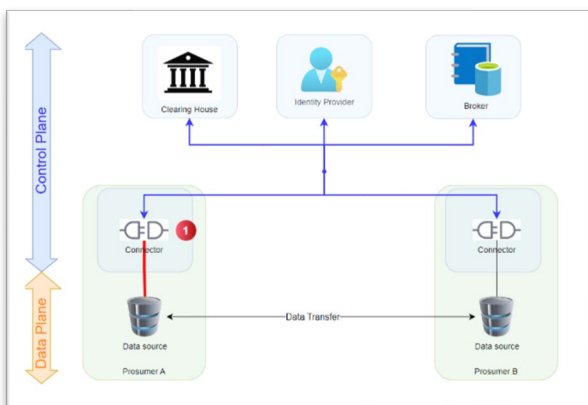 Control Plane
Data Plane
Clearing House
Identity Provider
Broker
Connector
1
Connector
Data Transfer
Data source
Data source
Prosumer A
Prosumer B